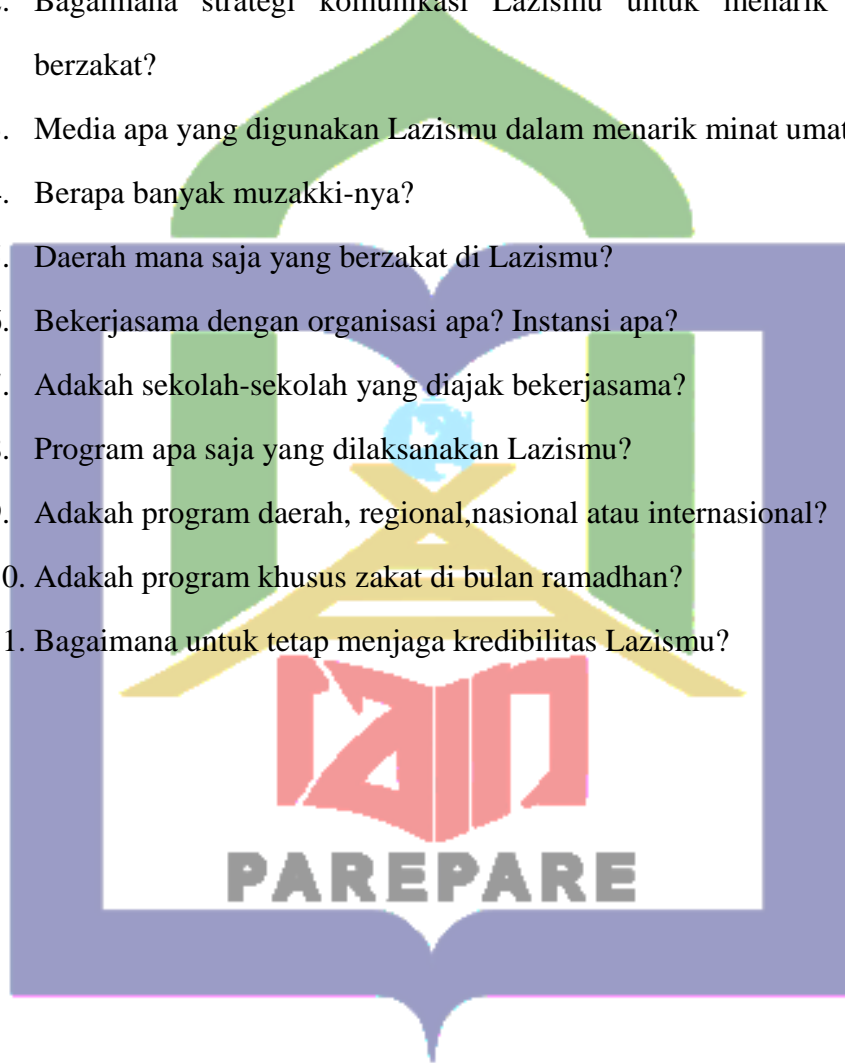 . Bagaimana strategi komunikasi Lazismu untuk menarik
berzakat?
. Media apa yang digunakan Lazismu dalam menarik minat umat
. Berapa banyak muzakki-nya?
. Daerah mana saja yang berzakat di Lazismu?
. Bekerjasama dengan organisasi apa? Instansi apa?
. Adakah sekolah-sekolah yang diajak bekerjasama?
. Program apa saja yang dilaksanakan Lazismu?
. Adakah program daerah, regional,nasional atau internasional?
0. Adakah program khusus zakat di bulan ramadhan?
1. Bagaimana untuk tetap menjaga kredibilitas Lazismu?
iain
PAREPARE